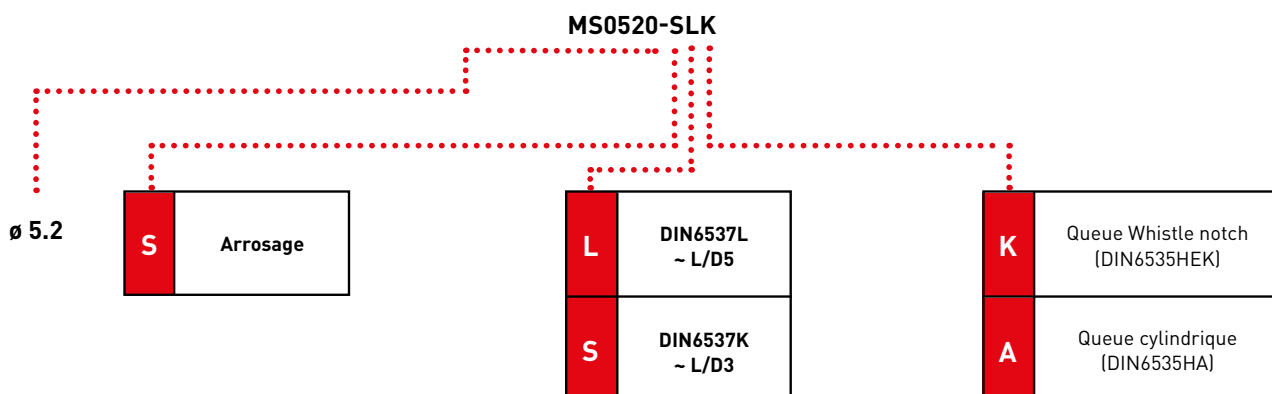 MS0520-SLK
ø 5.2
S
Arrosage
L
DIN6537L
~ L/D5
S
DIN6537K
~ L/D3
K
Queue Whistle notch
(DIN6535HEK)
A
Queue cylindrique
(DIN6535HA)